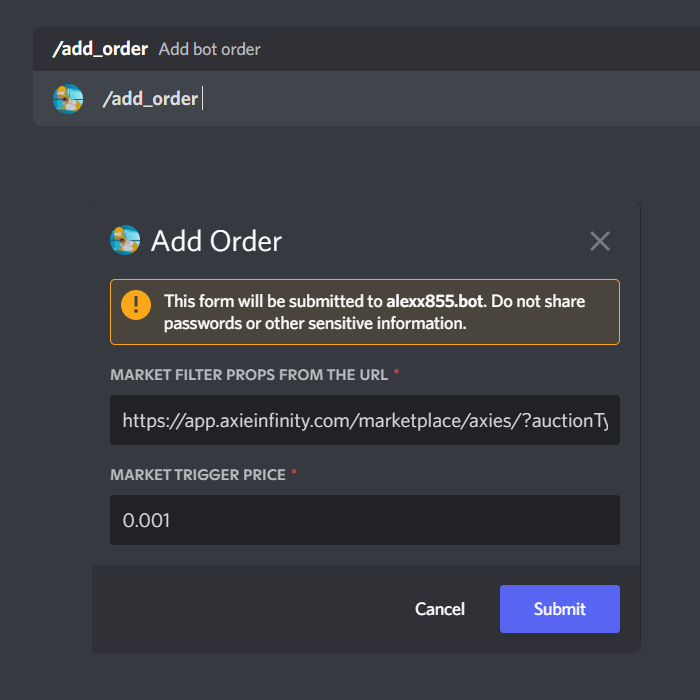 /add_order Add bot order
/add_order
Add Order
This form will be submitted to alexx855.bot. Do not share
passwords or other sensitive information.
MARKET FILTER PROPS FROM THE URL *
https://app.axieinfinity.com/marketplace/axies/?auctionTy
MARKET TRIGGER PRICE *
0.001
Cancel
Submit